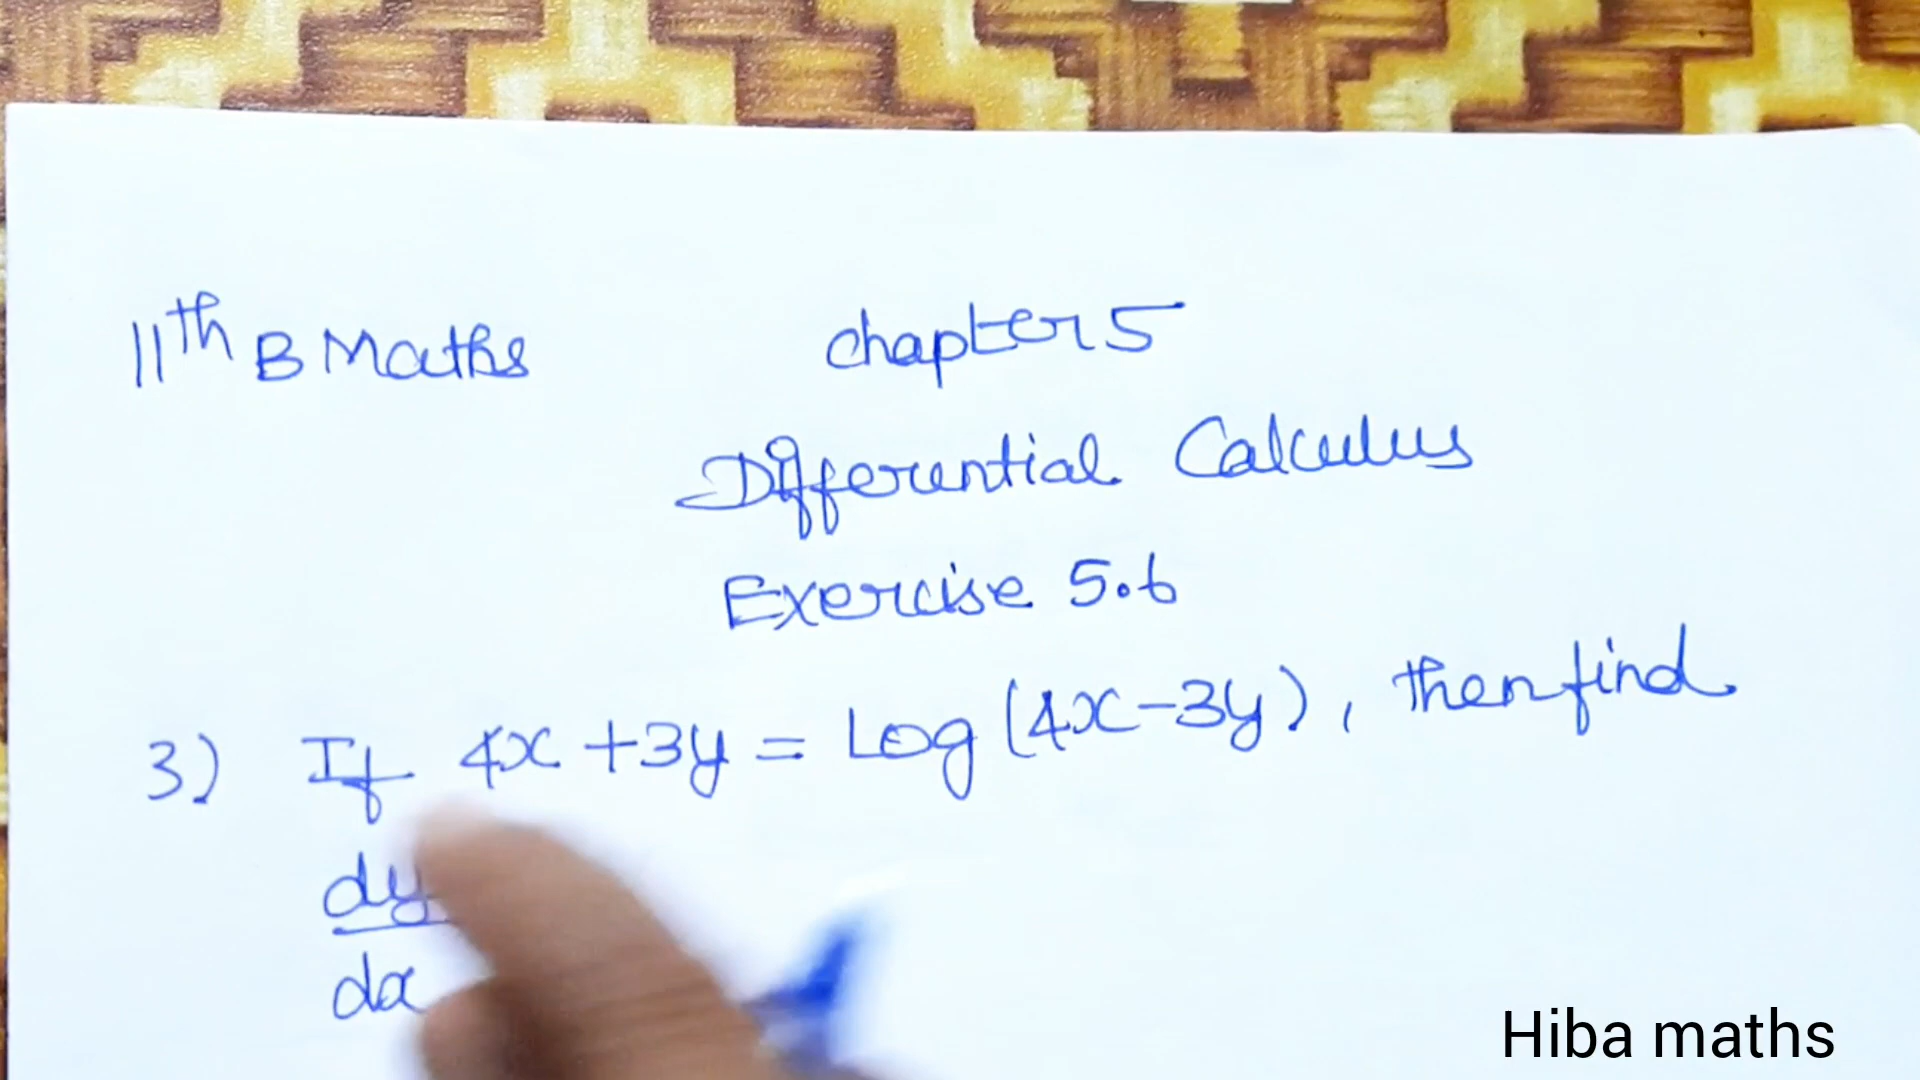 11th B Maths chapter 5
Differential Calculus
Exercise 5.6
3) If 4x + 3y = Log (4x - 3y), then find
dy
dx
Hiba maths